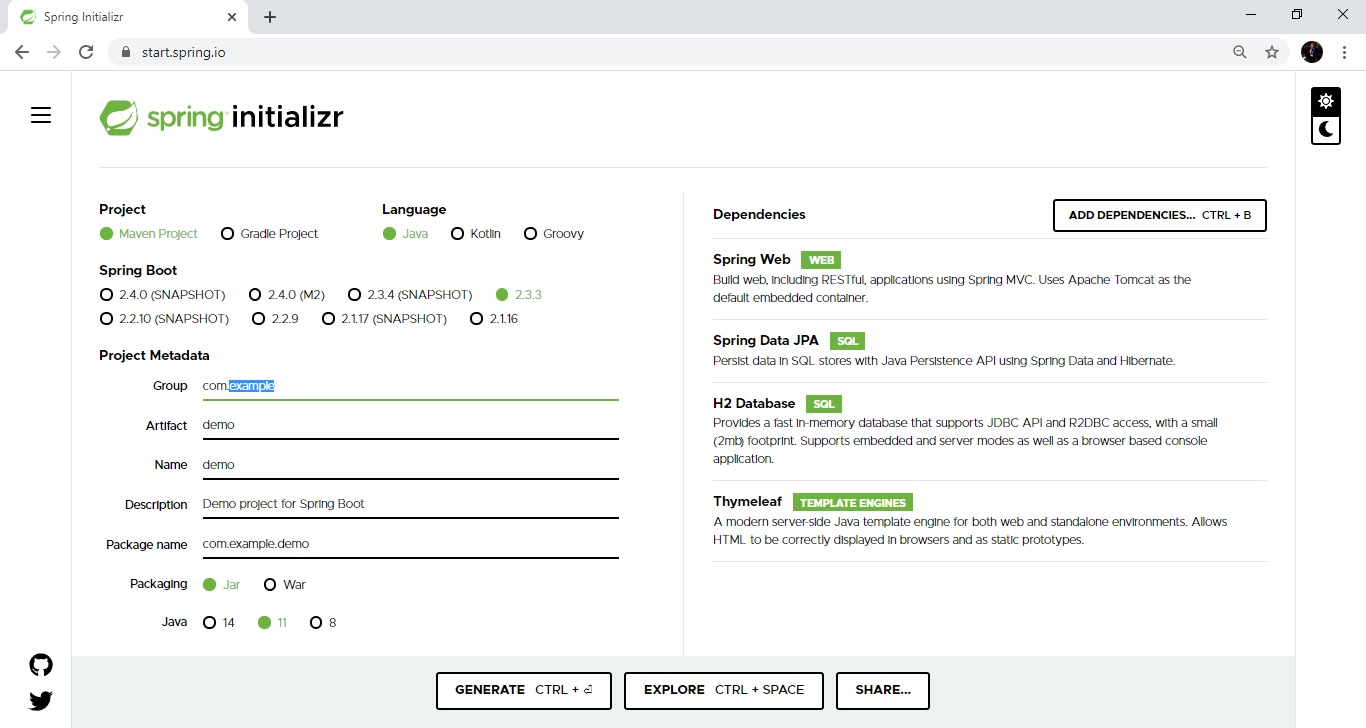 Spring Initializr
start.spring.io
spring initializr
Project
Maven Project Gradle Project
Language
Java Kotlin Groovy
Spring Boot
2.4.0 (SNAPSHOT) 2.4.0 (M2) 2.3.4 (SNAPSHOT) 2.3.3
2.2.10 (SNAPSHOT) 2.2.9 2.1.17 (SNAPSHOT) 2.1.16
Project Metadata
Group com.example
Artifact demo
Name demo
Description Demo project for Spring Boot
Package name com.example.demo
Packaging Jar War
Java 14 11 8
Dependencies ADD DEPENDENCIES... CTRL + B
Spring Web WEB
Build web, including RESTful, applications using Spring MVC. Uses Apache Tomcat as the
default embedded container.
Spring Data JPA SQL
Persist data in SQL stores with Java Persistence API using Spring Data and Hibernate.
H2 Database SQL
Provides a fast in-memory database that supports JDBC API and R2DBC access, with a small
(2mb) footprint. Supports embedded and server modes as well as a browser based console
application.
Thymeleaf TEMPLATE ENGINES
A modern server-side Java template engine for both web and standalone environments. Allows
HTML to be correctly displayed in browsers and as static prototypes.
GENERATE CTRL + ⏎ EXPLORE CTRL + SPACE SHARE...